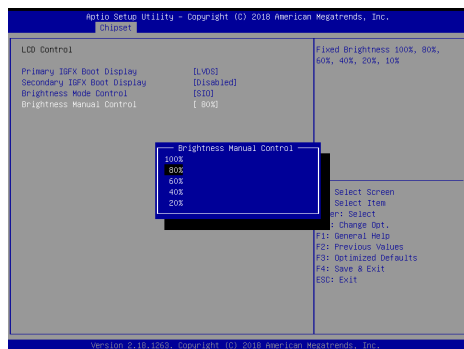 Aptio Setup Utility - Copyright (C) 2018 American Megatrends, Inc.
Chipset
LCD Control
Primary IGFX Boot Display [LVDS]
Secondary IGFX Boot Display [Disabled]
Brightness Mode Control [SIO]
Brightness Manual Control [ 80%]
Fixed Brightness 100%, 80%,
60%, 40%, 20%, 10%
Brightness Manual Control
100%
80%
60%
40%
20%
Select Screen
Select Item
er: Select
: Change Opt.
F1: General Help
F2: Previous Values
F3: Optimized Defaults
F4: Save & Exit
ESC: Exit
Version 2.18.1263. Copyright (C) 2018 American Megatrends, Inc.